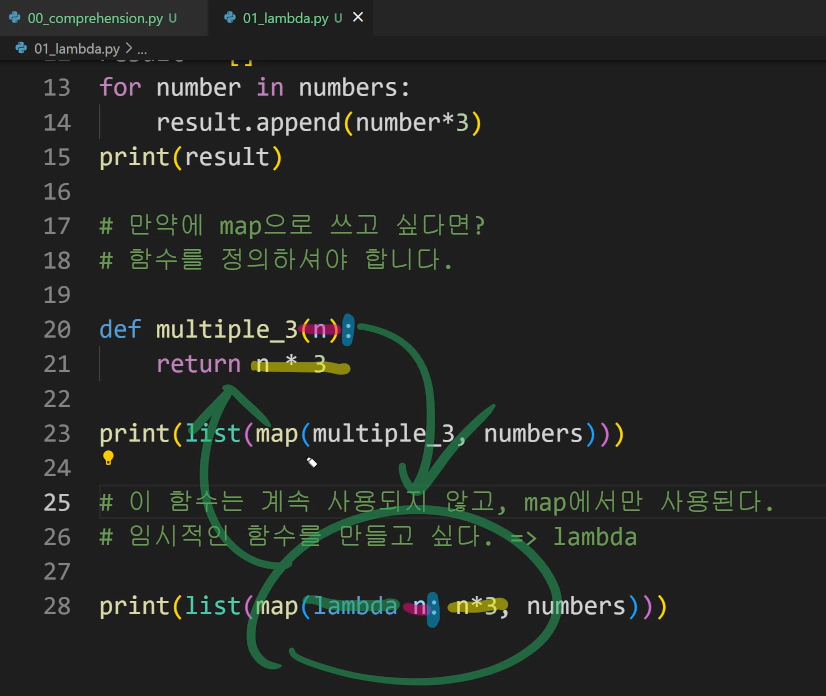 00_comprehension.py U 01_lambda.py U
01_lambda.py > ...
13 for number in numbers:
14 result.append(number*3)
15 print(result)
16
17 # 만약에 map으로 쓰고 싶다면?
18 # 함수를 정의하셔야 합니다.
19
20 def multiple_3(n):
21 return n * 3
22
23 print(list(map(multiple_3, numbers)))
24
25 # 이 함수는 계속 사용되지 않고, map에서만 사용된다.
26 # 임시적인 함수를 만들고 싶다. => lambda
27
28 print(list(map(lambda n: n*3, numbers)))